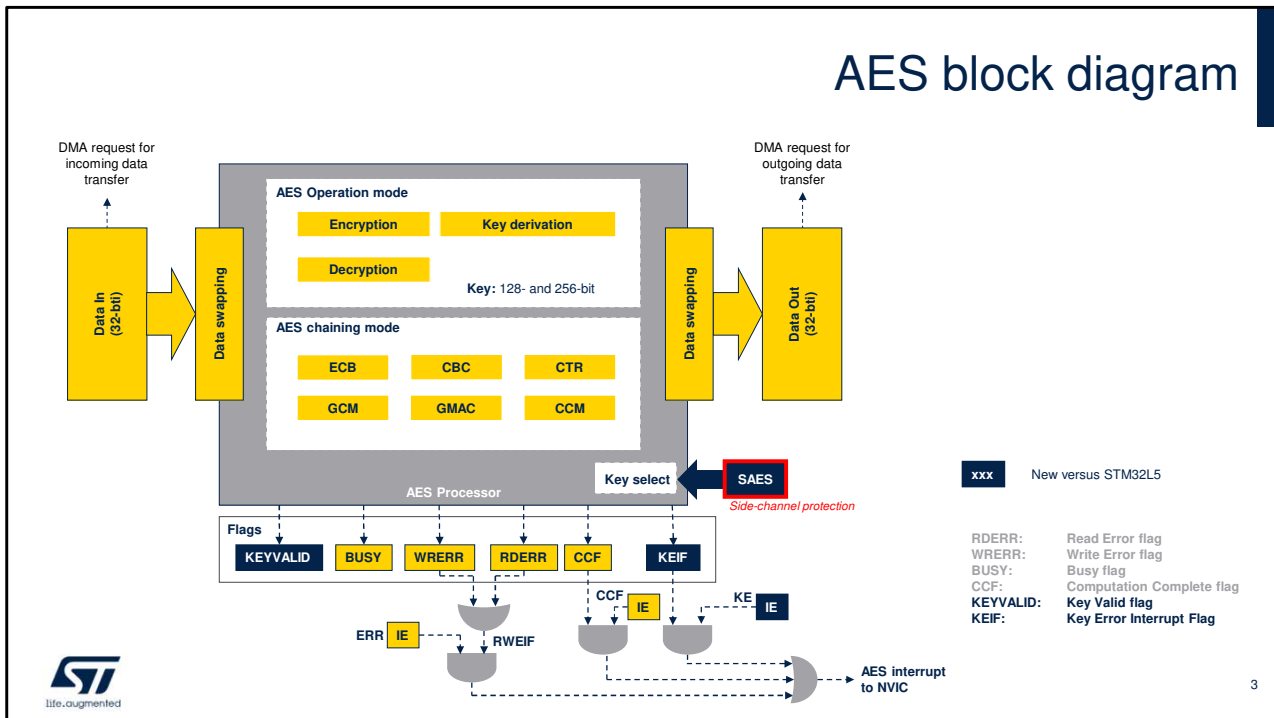 AES block diagram
DMA request for
incoming data
transfer
DMA request for
outgoing data
transfer
Data In
(32-bti)
Data swapping
AES Operation mode
Encryption
Key derivation
Decryption
Key: 128- and 256-bit
AES chaining mode
ECB
CBC
CTR
GCM
GMAC
CCM
Data swapping
Data Out
(32-bti)
Key select
SAES
Side-channel protection
AES Processor
xxx
New versus STM32L5
Flags
KEYVALID
BUSY
WRERR
RDERR
CCF
KEIF
RDERR: Read Error flag
WRERR: Write Error flag
BUSY: Busy flag
CCF: Computation Complete flag
KEYVALID: Key Valid flag
KEIF: Key Error Interrupt Flag
CCF
IE
KE
IE
ERR
IE
RWEIF
AES interrupt
to NVIC
ST
life.augmented
3